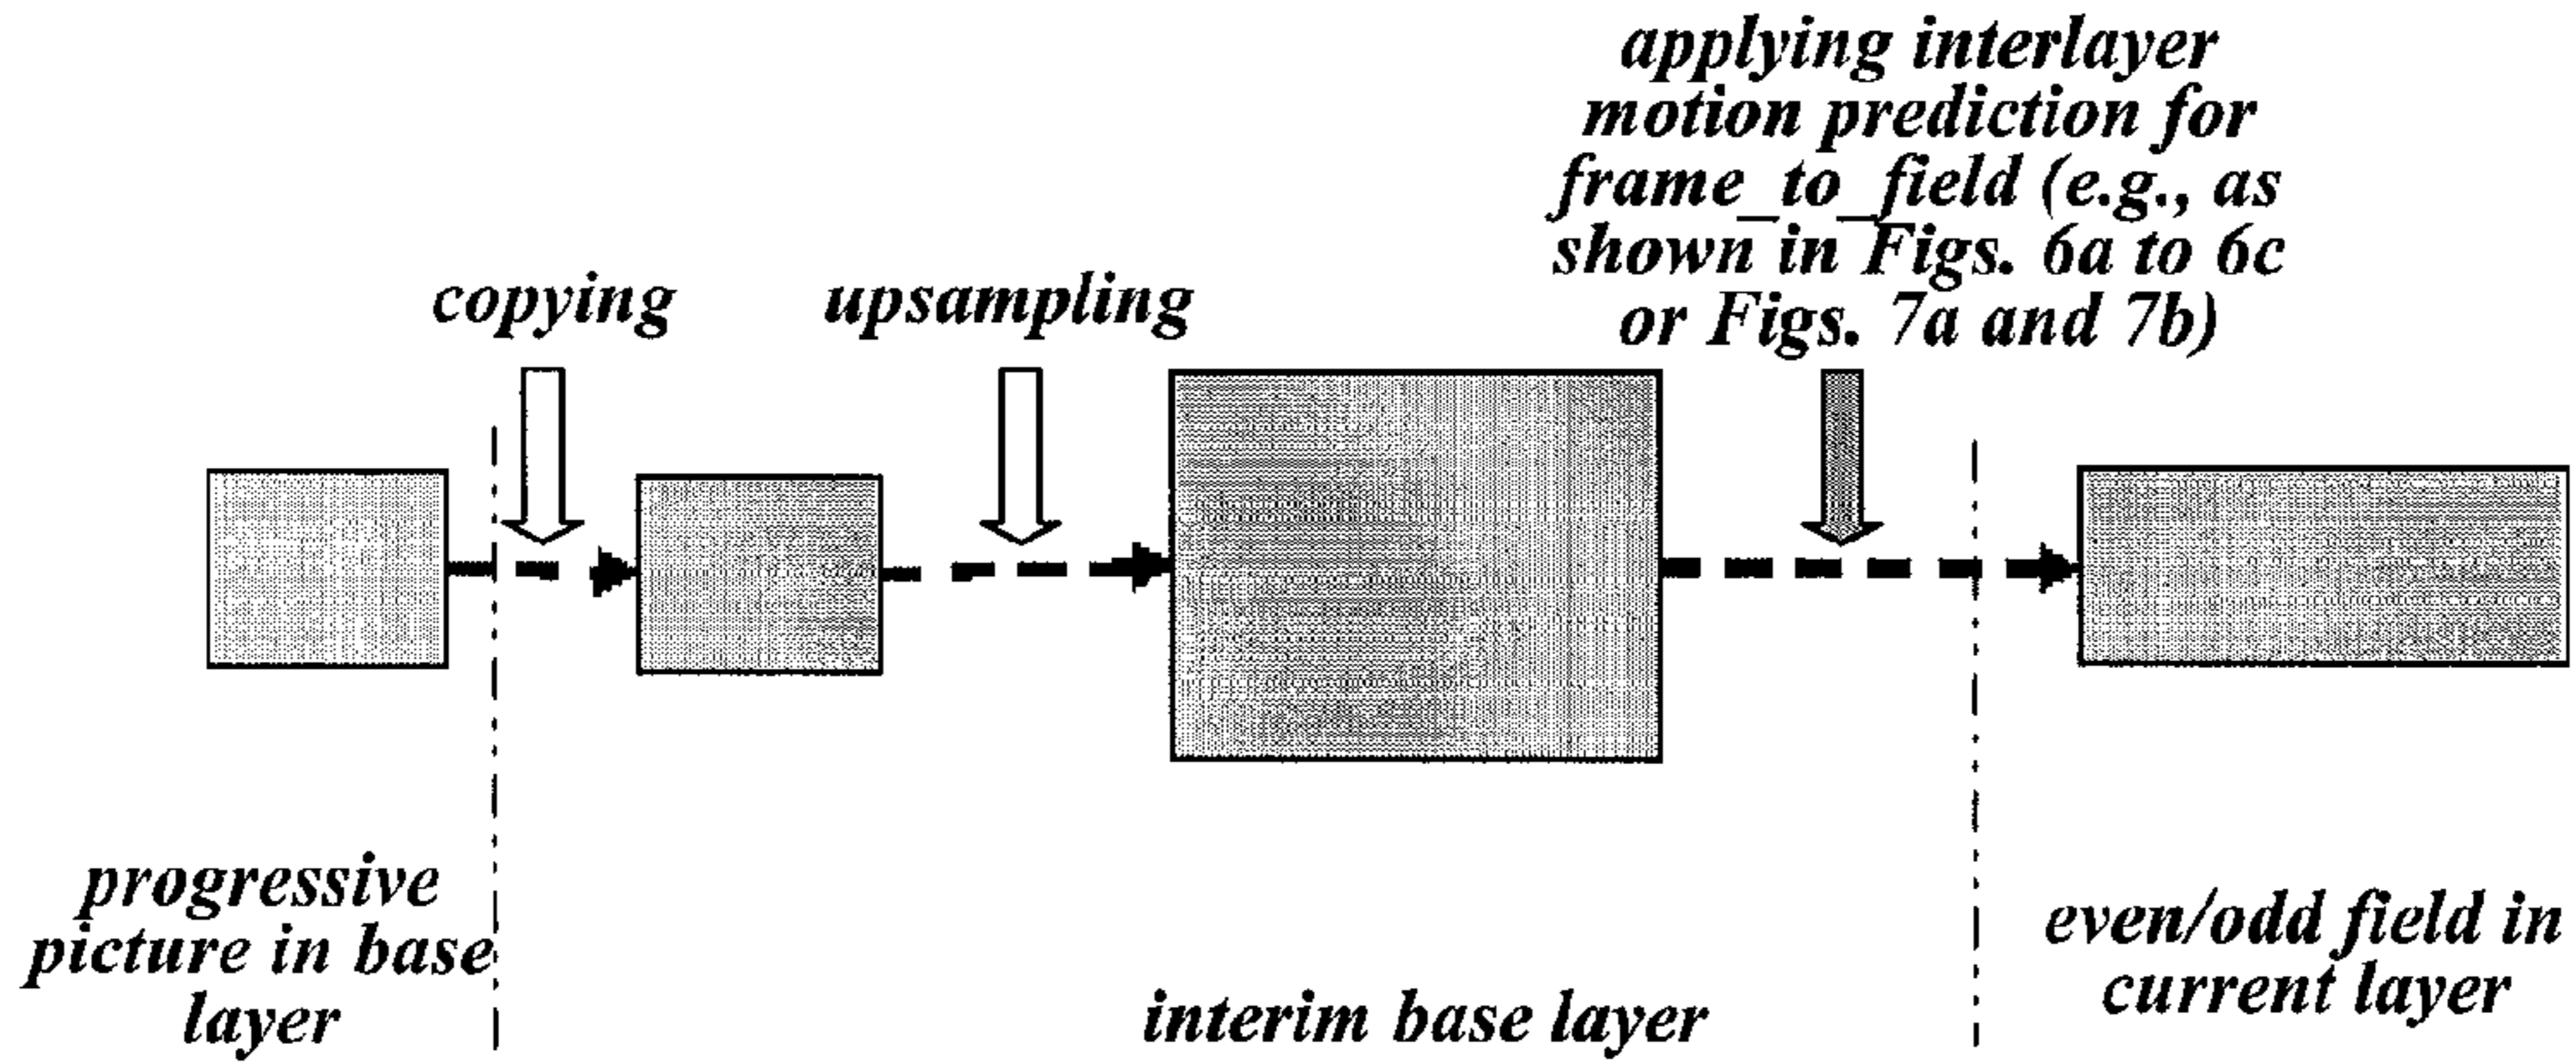 applying interlayer
motion prediction for
frame_to_field (e.g., as
shown in Figs. 6a to 6c
or Figs. 7a and 7b)
copying
upsampling
progressive
picture in base
layer
interim base layer
even/odd field in
current layer